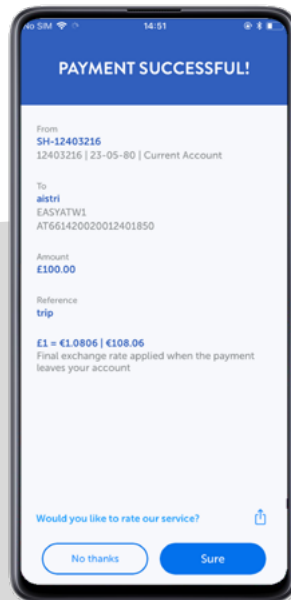 No SIM 14:51
PAYMENT SUCCESSFUL!
From
SH-12403216
12403216 | 23-05-80 | Current Account
To
aistri
EASYATW1
AT661420020012401850
Amount
£100.00
Reference
trip
£1 = €1.0806 | €108.06
Final exchange rate applied when the payment
leaves your account
Would you like to rate our service?
No thanks
Sure